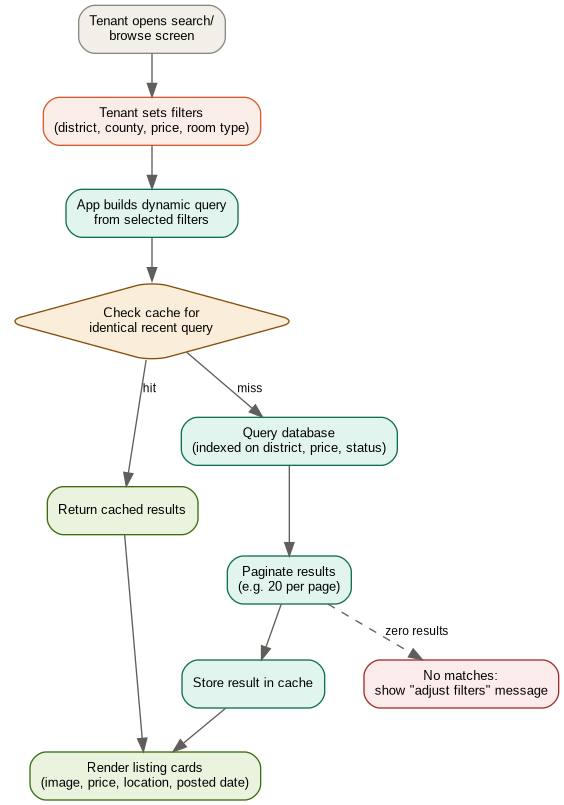 Tenant opens search/
browse screen
Tenant sets filters
(district, county, price, room type)
App builds dynamic query
from selected filters
Check cache for
identical recent query
hit
miss
Query database
(indexed on district, price, status)
Return cached results
Paginate results
(e.g. 20 per page)
zero results
Store result in cache
No matches:
show "adjust filters" message
Render listing cards
(image, price, location, posted date)